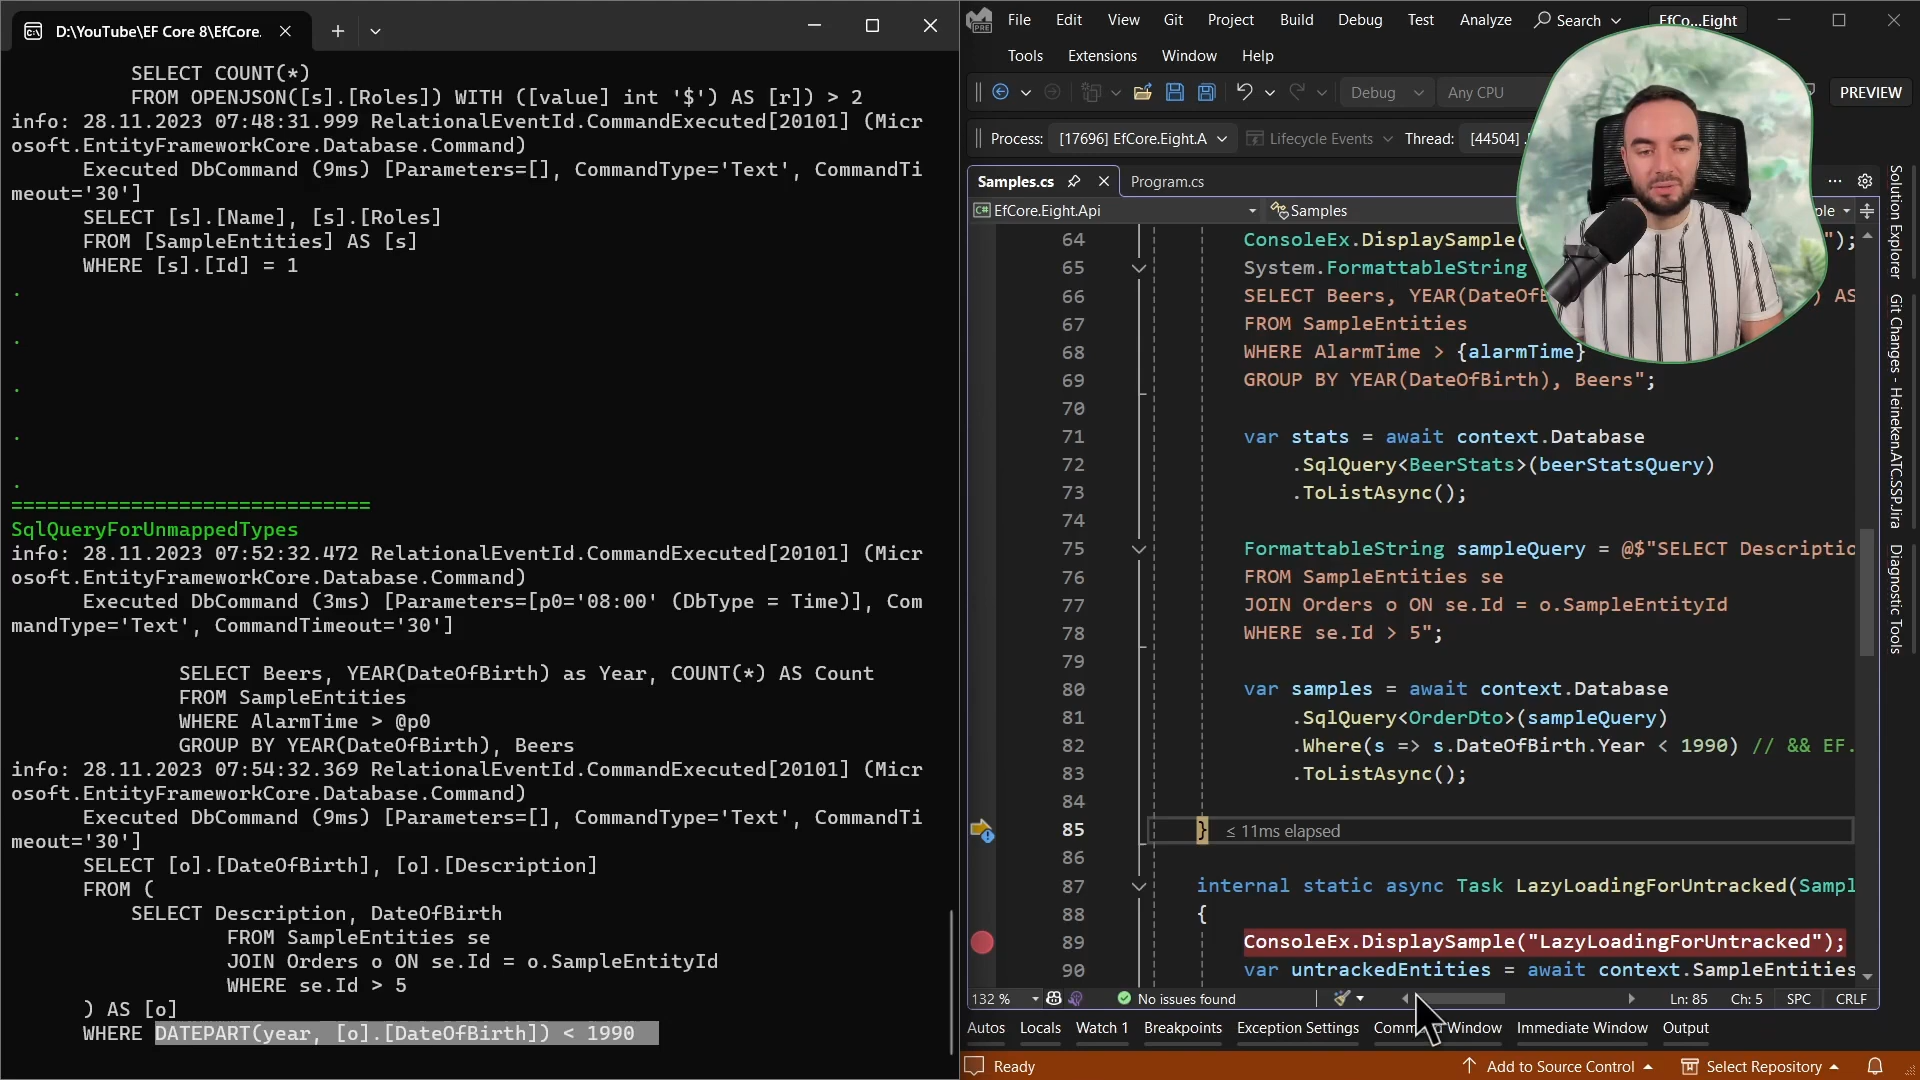 D:\YouTube\EF Core 8\EfCore.
SELECT COUNT(*)
FROM OPENJSON([s].[Roles]) WITH ([value] int '$') AS [r]) > 2
info: 28.11.2023 07:48:31.999 RelationalEventId.CommandExecuted[20101] (Micr
osoft.EntityFrameworkCore.Database.Command)
Executed DbCommand (9ms) [Parameters=[], CommandType='Text', CommandTi
meout='30']
SELECT [s].[Name], [s].[Roles]
FROM [SampleEntities] AS [s]
WHERE [s].[Id] = 1
.
.
.
.
.
==============================
SqlQueryForUnmappedTypes
info: 28.11.2023 07:52:32.472 RelationalEventId.CommandExecuted[20101] (Micr
osoft.EntityFrameworkCore.Database.Command)
Executed DbCommand (3ms) [Parameters=[p0='08:00' (DbType = Time)], Com
mandType='Text', CommandTimeout='30']
SELECT Beers, YEAR(DateOfBirth) as Year, COUNT(*) AS Count
FROM SampleEntities
WHERE AlarmTime > @p0
GROUP BY YEAR(DateOfBirth), Beers
info: 28.11.2023 07:54:32.369 RelationalEventId.CommandExecuted[20101] (Micr
osoft.EntityFrameworkCore.Database.Command)
Executed DbCommand (9ms) [Parameters=[], CommandType='Text', CommandTi
meout='30']
SELECT [o].[DateOfBirth], [o].[Description]
FROM (
SELECT Description, DateOfBirth
FROM SampleEntities se
JOIN Orders o ON se.Id = o.SampleEntityId
WHERE se.Id > 5
) AS [o]
WHERE DATEPART(year, [o].[DateOfBirth]) < 1990
File Edit View Git Project Build Debug Test Analyze Search EfCo...Eight
Tools Extensions Window Help
Debug Any CPU PREVIEW
Process: [17696] EfCore.Eight.A Lifecycle Events Thread: [44504]
Samples.cs Program.cs
EfCore.Eight.Api Samples ple
64 ConsoleEx.DisplaySample( ");
65 System.FormattableString
66 SELECT Beers, YEAR(DateOfB ) AS
67 FROM SampleEntities
68 WHERE AlarmTime > {alarmTime}
69 GROUP BY YEAR(DateOfBirth), Beers";
70
71 var stats = await context.Database
72 .SqlQuery<BeerStats>(beerStatsQuery)
73 .ToListAsync();
74
75 FormattableString sampleQuery = @$"SELECT Descriptio
76 FROM SampleEntities se
77 JOIN Orders o ON se.Id = o.SampleEntityId
78 WHERE se.Id > 5";
79
80 var samples = await context.Database
81 .SqlQuery<OrderDto>(sampleQuery)
82 .Where(s => s.DateOfBirth.Year < 1990) // && EF.
83 .ToListAsync();
84
85 } ≤ 11ms elapsed
86
87 internal static async Task LazyLoadingForUntracked(Sampl
88 {
89 ConsoleEx.DisplaySample("LazyLoadingForUntracked");
90 var untrackedEntities = await context.SampleEntities
132 % No issues found Ln: 85 Ch: 5 SPC CRLF
Autos Locals Watch 1 Breakpoints Exception Settings Comm Window Immediate Window Output
Ready Add to Source Control Select Repository
Solution Explorer
Git Changes - Heineken.ATC.SSP.Jira
Diagnostic Tools